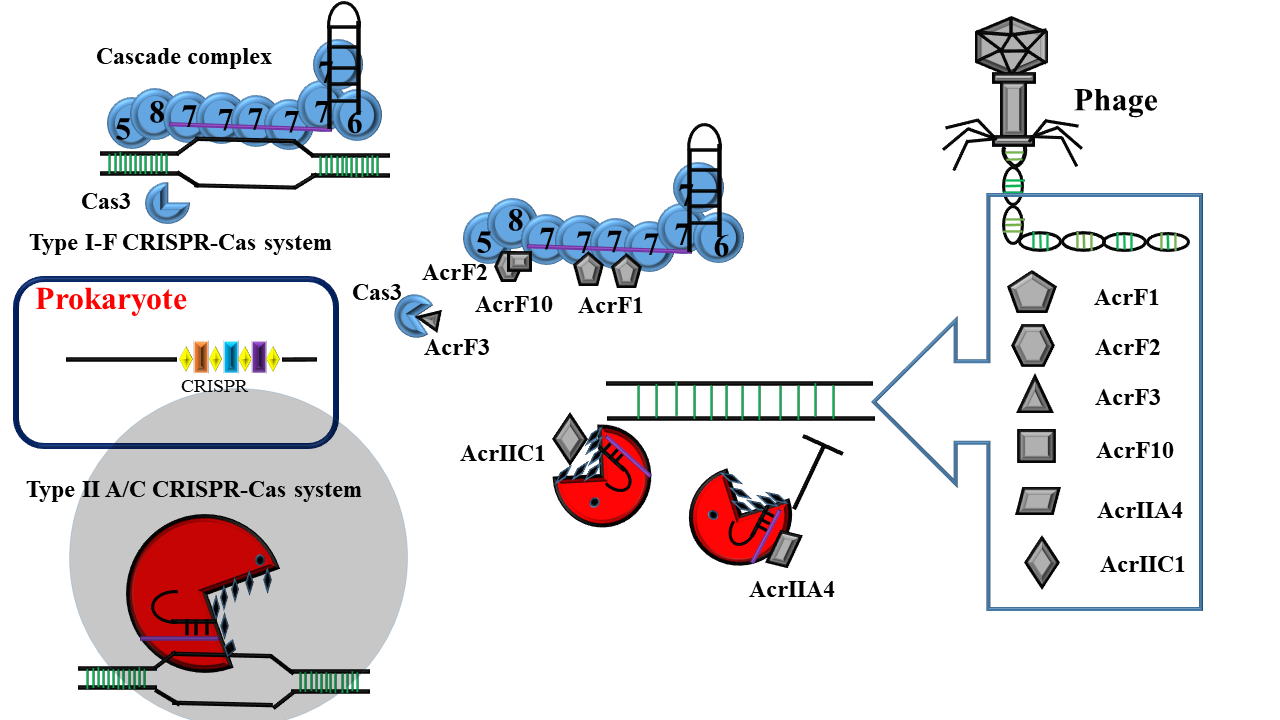 Cascade complex
7
5 8 7 7 7 7 7 6
Cas3
Type I-F CRISPR-Cas system
Prokaryote
CRISPR
Type II A/C CRISPR-Cas system
7
5 8 7 7 7 7 7 6
AcrF2
AcrF10
AcrF1
Cas3
AcrF3
AcrIIC1
AcrIIA4
Phage
AcrF1
AcrF2
AcrF3
AcrF10
AcrIIA4
AcrIIC1